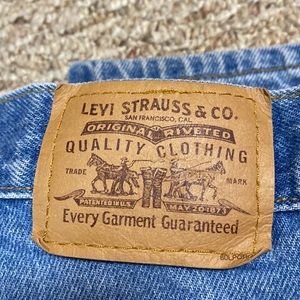 LEVI STRAUSS & CO.
SAN FRANCISCO, CAL.
ORIGINAL RIVETED
QUALITY CLOTHING
TRADE MARK
PATENTED IN U.S. MAY 20 1873
Every Garment Guaranteed